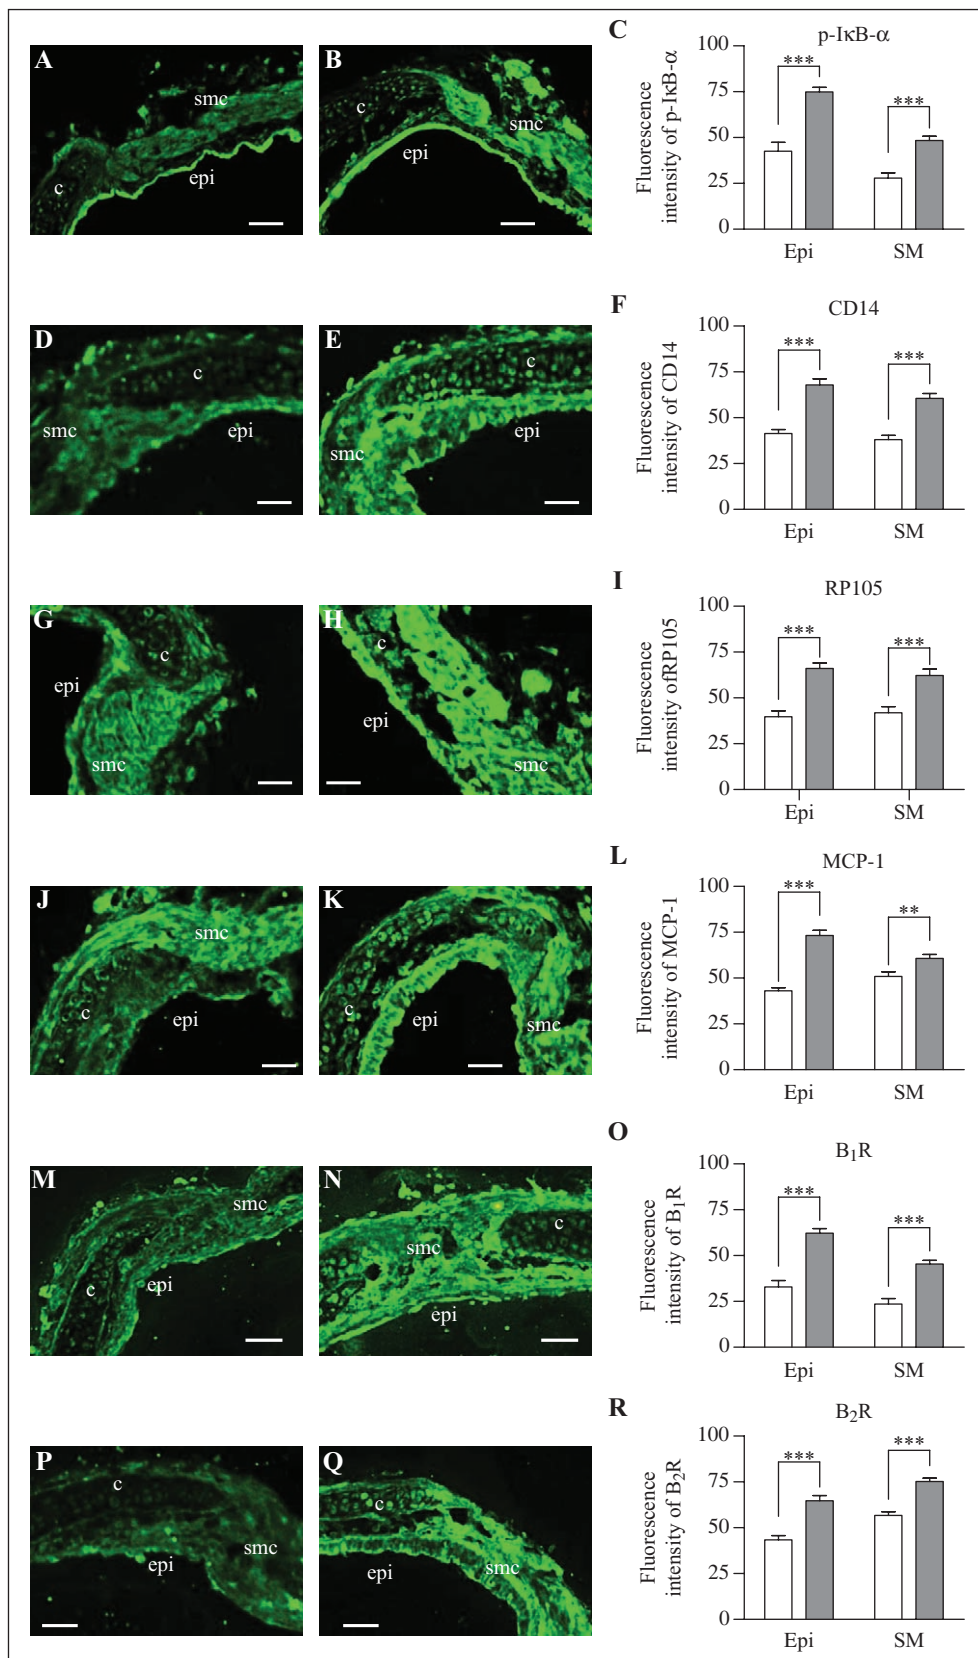 A
smc
epi
c
B
c
smc
epi
C
p-IκB-α
Fluorescence
intensity of p-IκB-α
100
75
50
25
0
***
***
Epi
SM
D
c
smc
epi
E
c
epi
smc
F
CD14
Fluorescence
intensity of CD14
100
75
50
25
0
***
***
Epi
SM
G
c
epi
smc
H
c
epi
smc
I
RP105
Fluorescence
intensity ofRP105
100
75
50
25
0
***
***
Epi
SM
J
smc
c
epi
K
c
epi
smc
L
MCP-1
Fluorescence
intensity of MCP-1
100
75
50
25
0
***
**
Epi
SM
M
smc
c
epi
N
c
smc
epi
O
B₁R
Fluorescence
intensity of B₁R
100
75
50
25
0
***
***
Epi
SM
P
c
smc
epi
Q
c
epi
smc
R
B₂R
Fluorescence
intensity of B₂R
100
75
50
25
0
***
***
Epi
SM